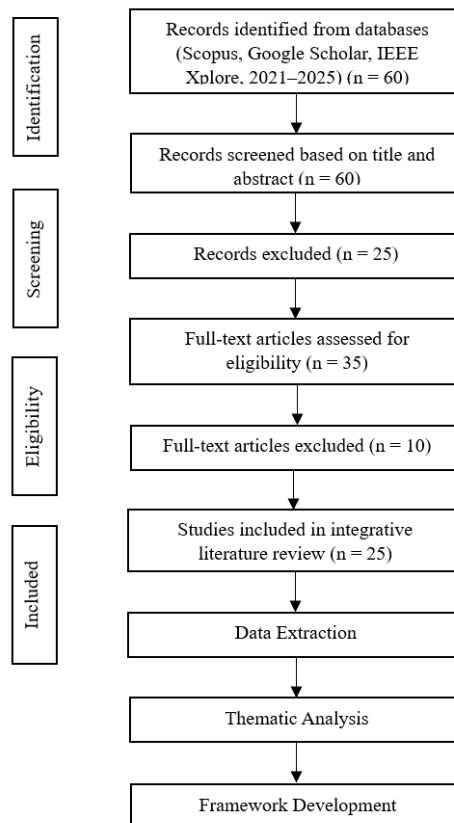 Identification
Screening
Eligibility
Included
Records identified from databases
(Scopus, Google Scholar, IEEE
Xplore, 2021–2025) (n = 60)
Records screened based on title and
abstract (n = 60)
Records excluded (n = 25)
Full-text articles assessed for
eligibility (n = 35)
Full-text articles excluded (n = 10)
Studies included in integrative
literature review (n = 25)
Data Extraction
Thematic Analysis
Framework Development